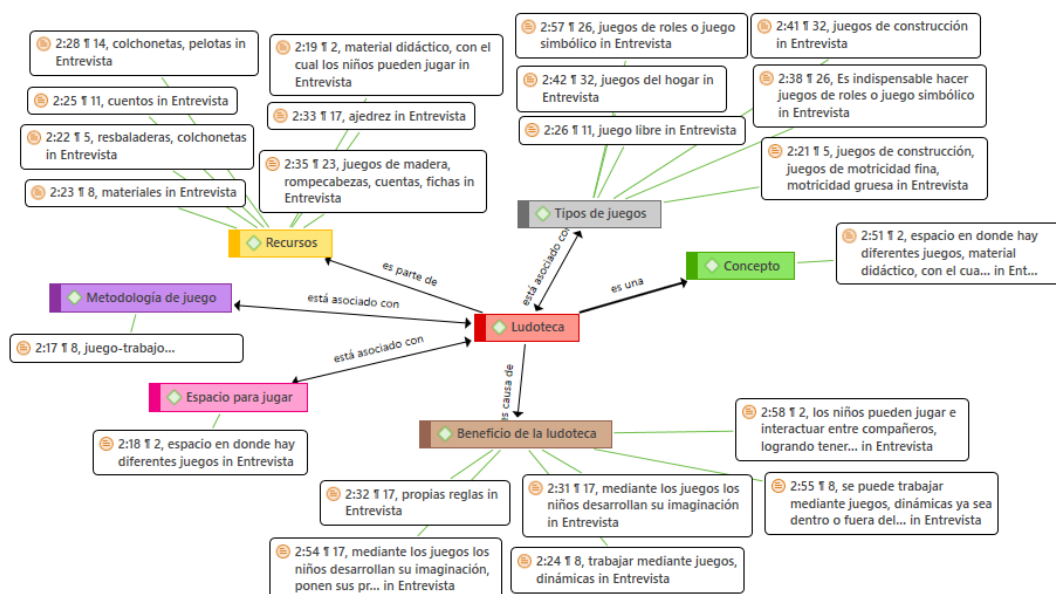 2:28 ¶ 14, colchonetas, pelotas in
Entrevista
2:19 ¶ 2, material didáctico, con el
cual los niños pueden jugar in
Entrevista
2:57 ¶ 26, juegos de roles o juego
simbólico in Entrevista
2:41 ¶ 32, juegos de construcción
in Entrevista
2:25 ¶ 11, cuentos in Entrevista
2:33 ¶ 17, ajedrez in Entrevista
2:42 ¶ 32, juegos del hogar in
Entrevista
2:38 ¶ 26, Es indispensable hacer
juegos de roles o juego simbólico
in Entrevista
2:22 ¶ 5, resbaladeras, colchonetas
in Entrevista
2:26 ¶ 11, juego libre in Entrevista
2:35 ¶ 23, juegos de madera,
rompecabezas, cuentas, fichas in
Entrevista
2:21 ¶ 5, juegos de construcción,
juegos de motricidad fina,
motricidad gruesa in Entrevista
2:23 ¶ 8, materiales in Entrevista
Tipos de juegos
Recursos
2:51 ¶ 2, espacio en donde hay
diferentes juegos, material
didáctico, con el cua... in Ent...
Concepto
es parte de
está asociado con
es una
Metodología de juego
está asociado con
Ludoteca
2:17 ¶ 8, juego-trabajo...
está asociado con
Espacio para jugar
es causa de
2:18 ¶ 2, espacio en donde hay
diferentes juegos in Entrevista
Beneficio de la ludoteca
2:58 ¶ 2, los niños pueden jugar e
interactuar entre compañeros,
logrando tener... in Entrevista
2:32 ¶ 17, propias reglas in
Entrevista
2:31 ¶ 17, mediante los juegos los
niños desarrollan su imaginación
in Entrevista
2:55 ¶ 8, se puede trabajar
mediante juegos, dinámicas ya sea
dentro o fuera del... in Entrevista
2:54 ¶ 17, mediante los juegos los
niños desarrollan su imaginación,
ponen sus pr... in Entrevista
2:24 ¶ 8, trabajar mediante juegos,
dinámicas in Entrevista